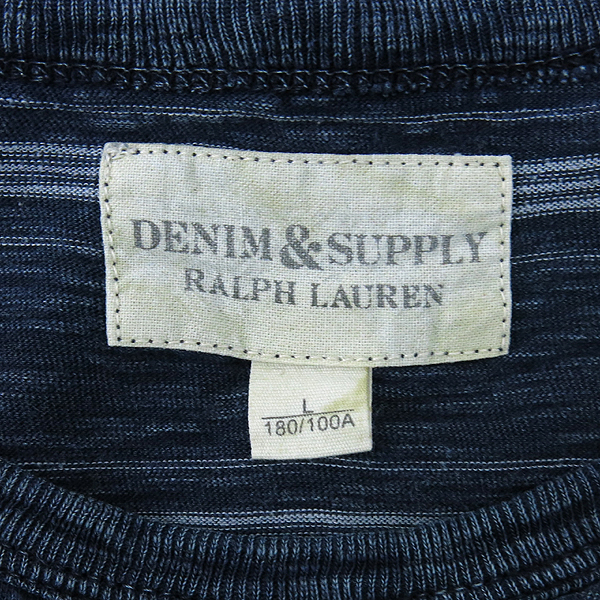 DENIM & SUPPLY
RALPH LAUREN
L
180/100A